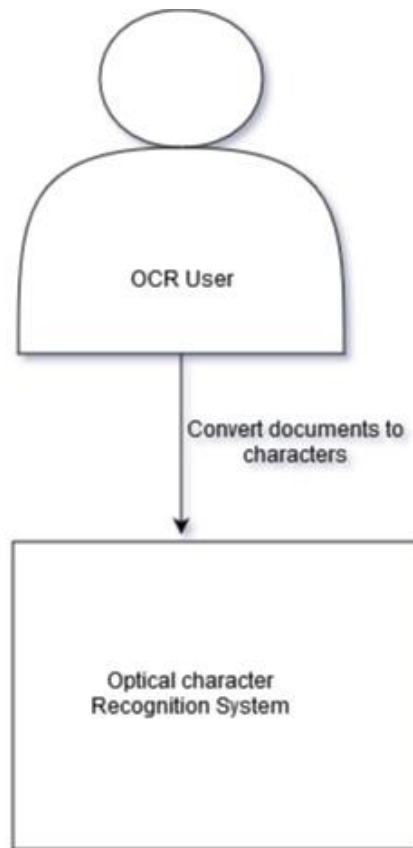 OCR User
Convert documents to
characters
Optical character
Recognition System